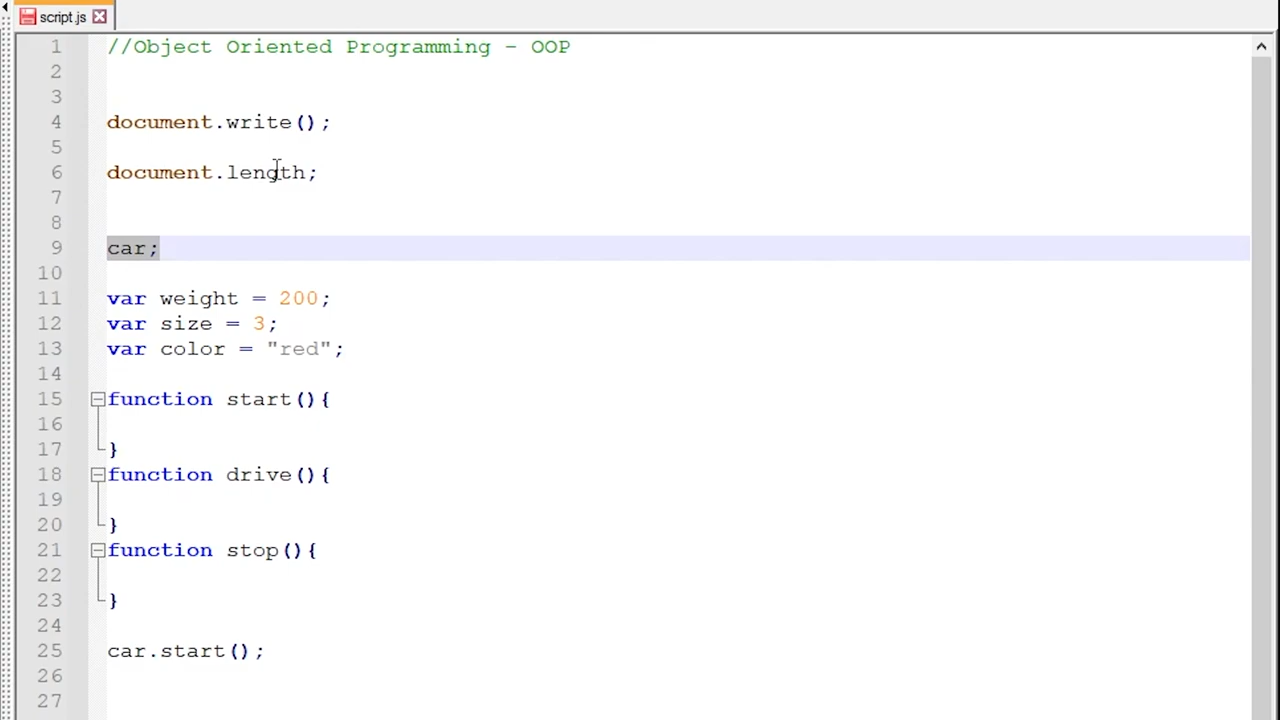 script.js
1 //Object Oriented Programming - OOP
2
3
4 document.write();
5
6 document.length;
7
8
9 car;
10
11 var weight = 200;
12 var size = 3;
13 var color = "red";
14
15 function start(){
16
17 }
18 function drive(){
19
20 }
21 function stop(){
22
23 }
24
25 car.start();
26
27